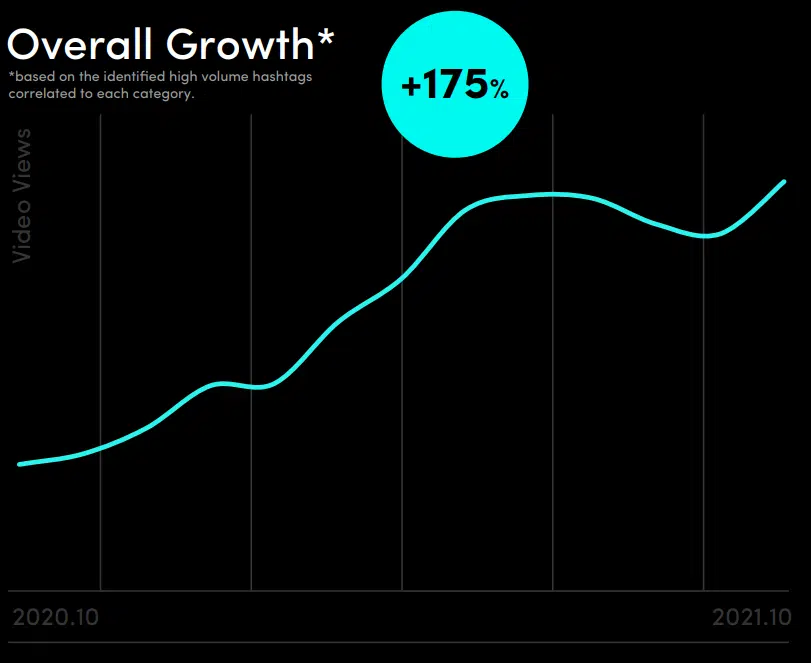 Overall Growth*
*based on the identified high volume hashtags
correlated to each category.
+175%
Video Views
2020.10
2021.10